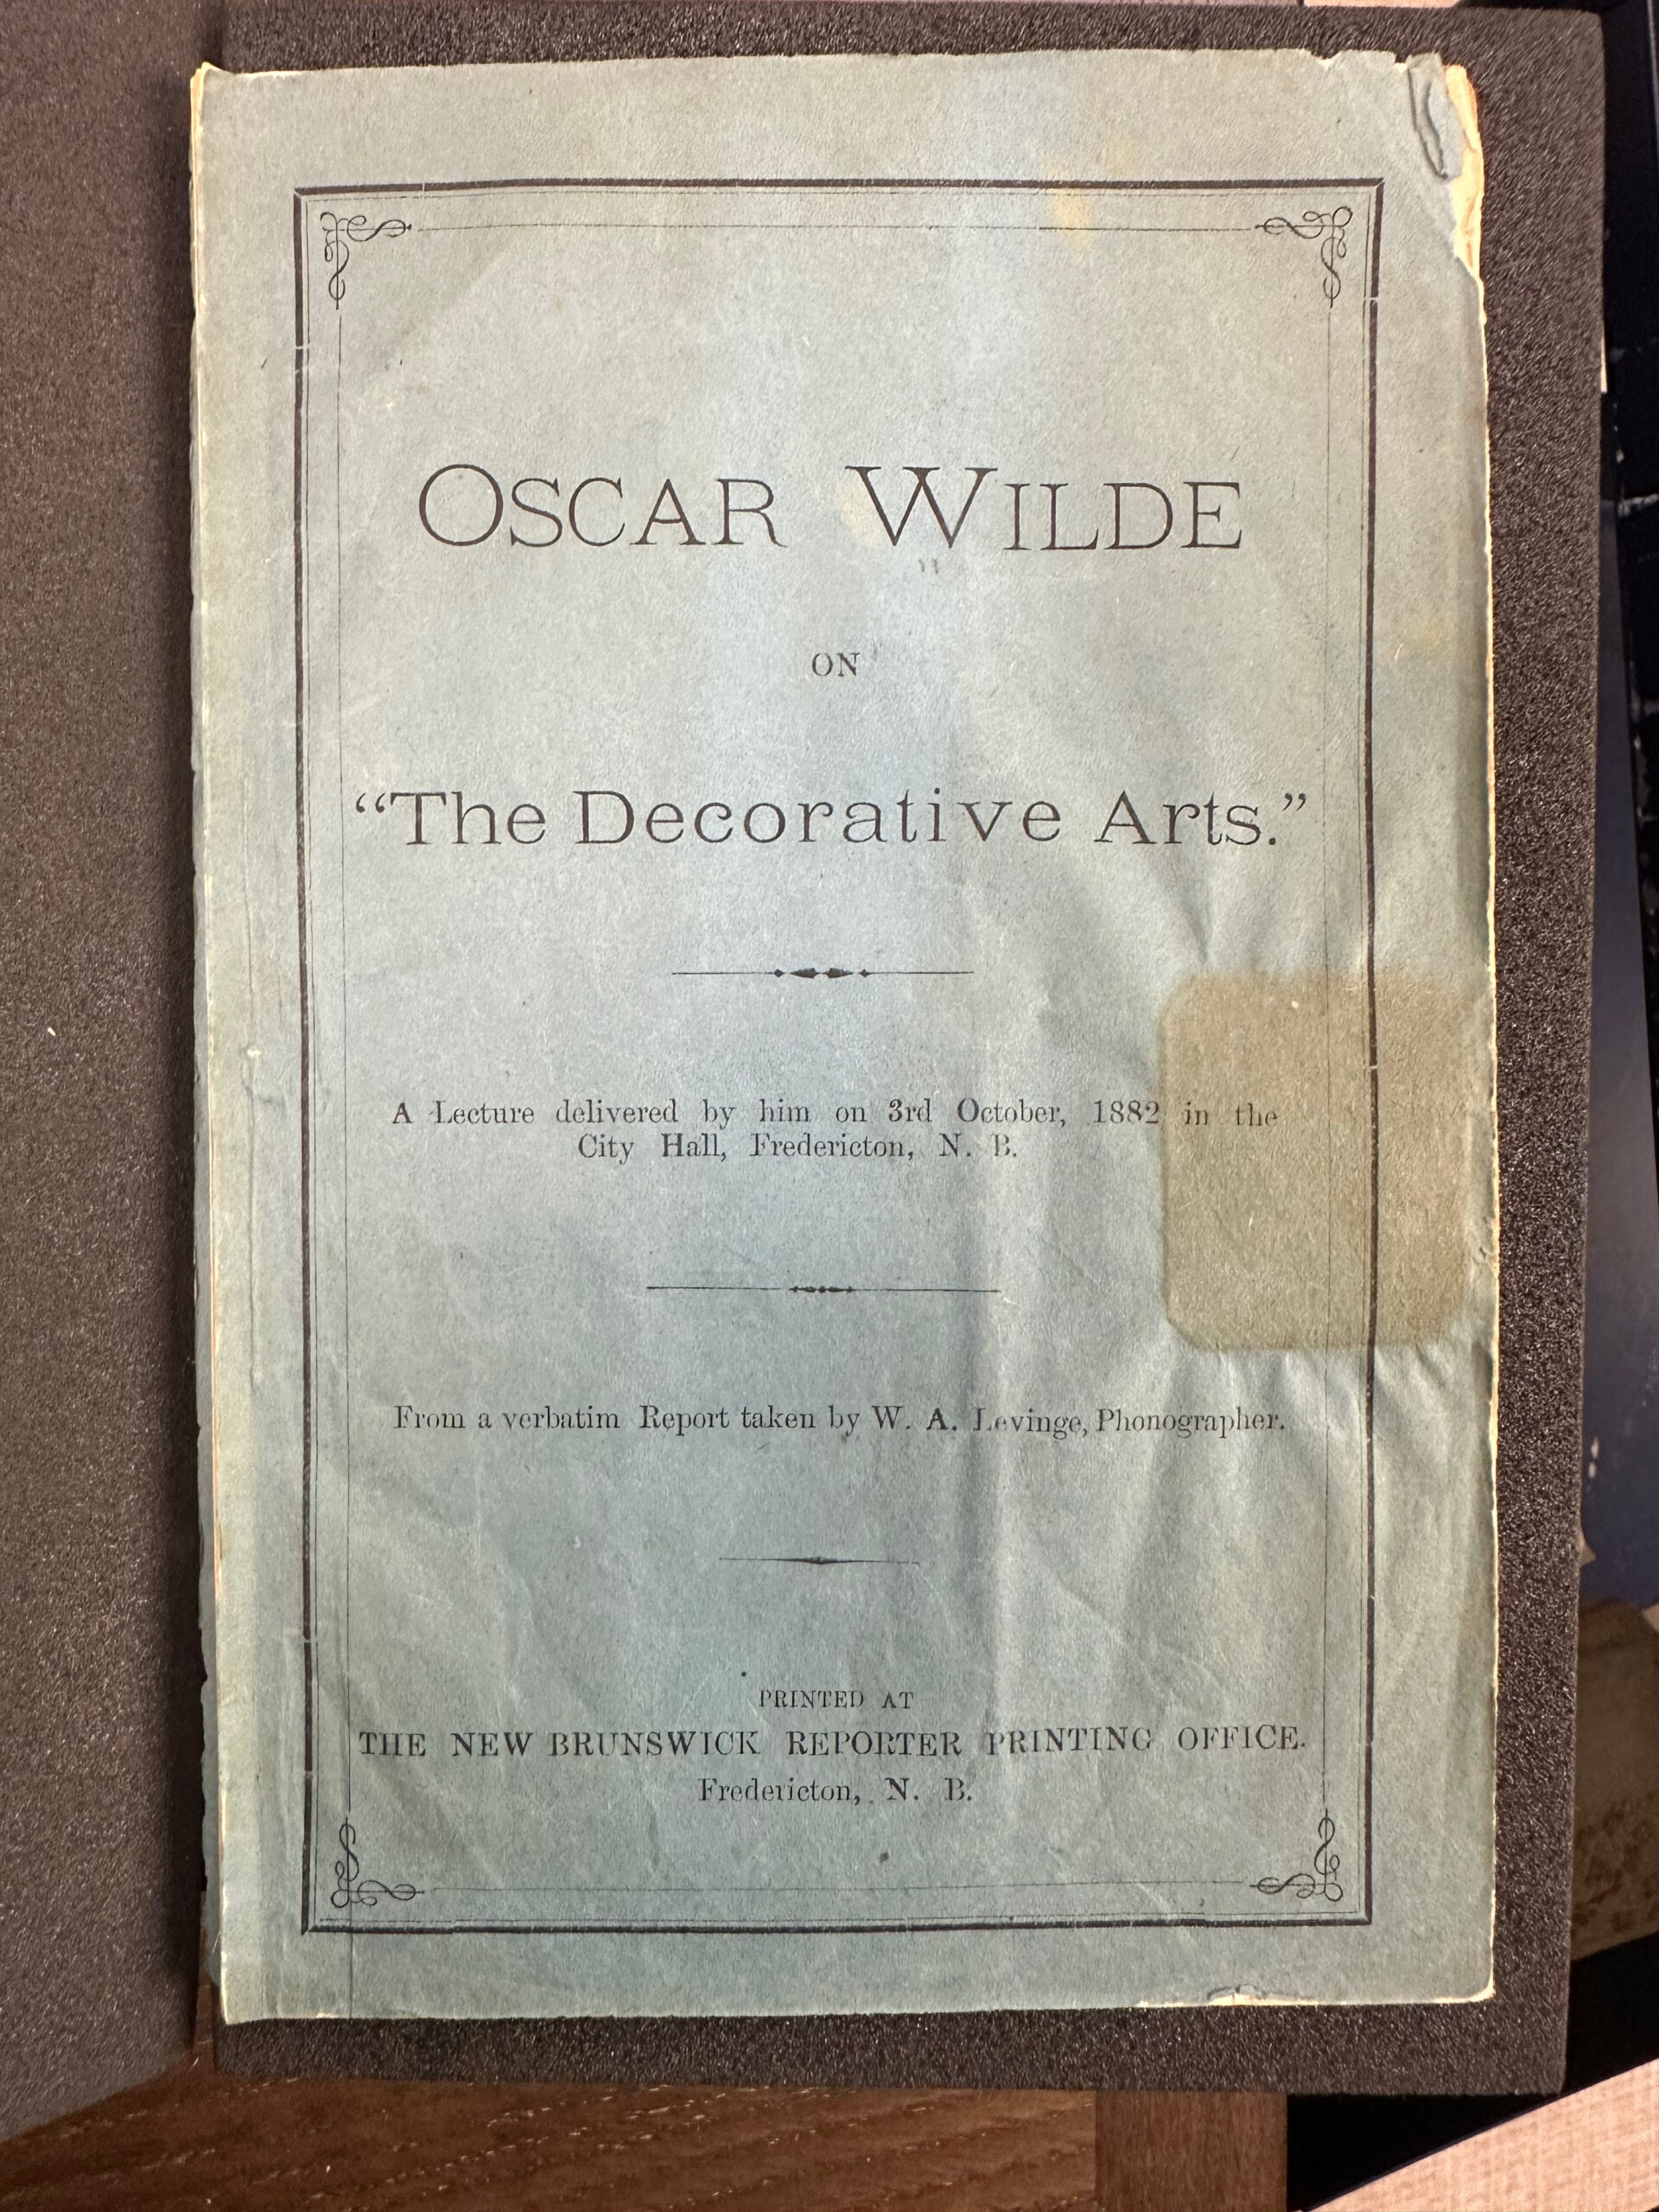 OSCAR WILDE
ON
“The Decorative Arts.”
A Lecture delivered by him on 3rd October, 1882 in the
City Hall, Fredericton, N. B.
From a verbatim Report taken by W. A. Levinge, Phonographer.
PRINTED AT
THE NEW BRUNSWICK REPORTER PRINTING OFFICE.
Fredericton, N. B.